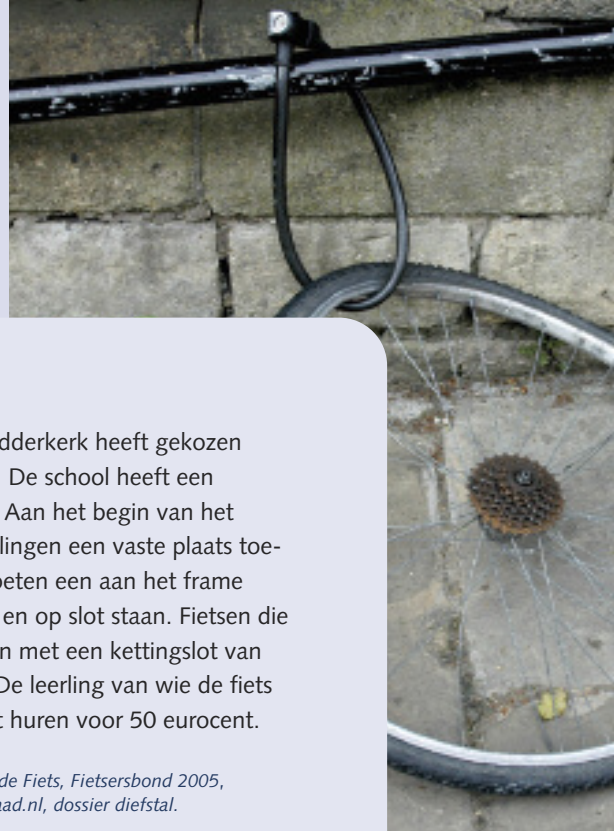 dderkerk heeft gekozen
De school heeft een
Aan het begin van het
lingen een vaste plaats toe-
oeten een aan het frame
en op slot staan. Fietsen die
n met een kettingslot van
De leerling van wie de fiets
t huren voor 50 eurocent.
de Fiets, Fietsersbond 2005,
ad.nl, dossier diefstal.